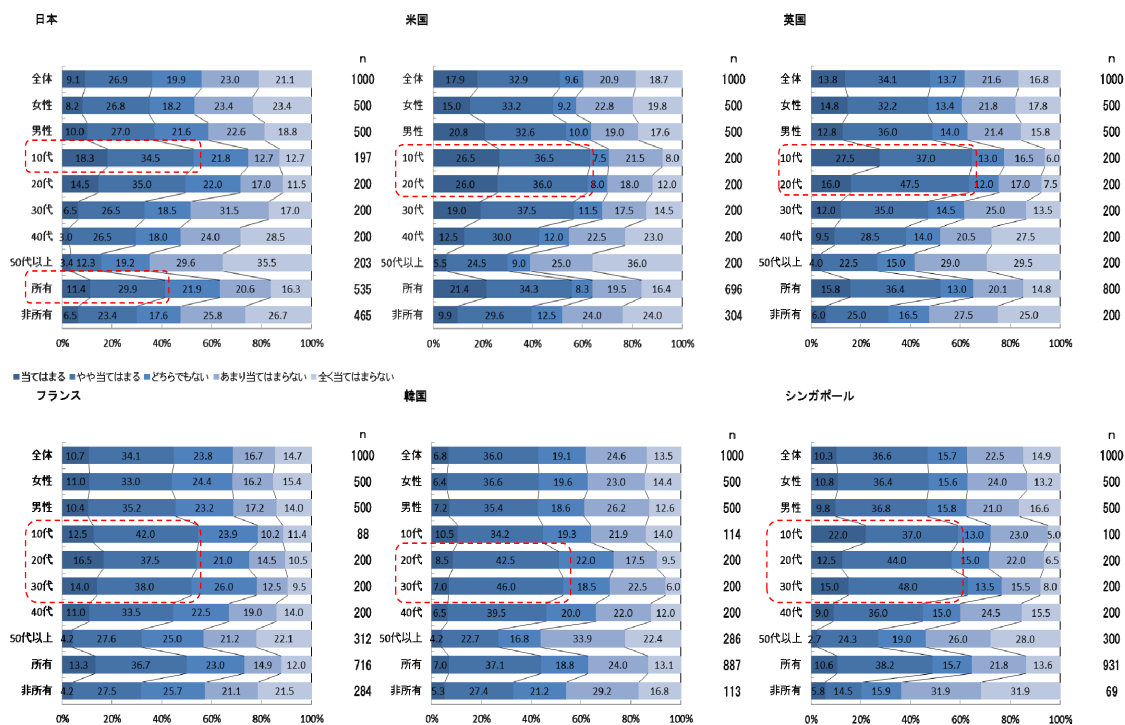 日本
n
全体 9.1 26.9 19.9 23.0 21.1 1000
女性 8.2 26.8 18.2 23.4 23.4 500
男性 10.0 27.0 21.6 22.6 18.8 500
10代 18.3 34.5 21.8 12.7 12.7 197
20代 14.5 35.0 22.0 17.0 11.5 200
30代 6.5 26.5 18.5 31.5 17.0 200
40代 3.0 26.5 18.0 24.0 28.5 200
50代以上 3.4 12.3 19.2 29.6 35.5 203
所有 11.4 29.9 21.9 20.6 16.3 535
非所有 6.5 23.4 17.6 25.8 26.7 465
0% 20% 40% 60% 80% 100%
米国
n
全体 17.9 32.9 9.6 20.9 18.7 1000
女性 15.0 33.2 9.2 22.8 19.8 500
男性 20.8 32.6 10.0 19.0 17.6 500
10代 26.5 36.5 7.5 21.5 8.0 200
20代 26.0 36.0 8.0 18.0 12.0 200
30代 19.0 37.5 11.5 17.5 14.5 200
40代 12.5 30.0 12.0 22.5 23.0 200
50代以上 5.5 24.5 9.0 25.0 36.0 200
所有 21.4 34.3 8.3 19.5 16.4 696
非所有 9.9 29.6 12.5 24.0 24.0 304
0% 20% 40% 60% 80% 100%
英国
n
全体 13.8 34.1 13.7 21.6 16.8 1000
女性 14.8 32.2 13.4 21.8 17.8 500
男性 12.8 36.0 14.0 21.4 15.8 500
10代 27.5 37.0 13.0 16.5 6.0 200
20代 16.0 47.5 12.0 17.0 7.5 200
30代 12.0 35.0 14.5 25.0 13.5 200
40代 9.5 28.5 14.0 20.5 27.5 200
50代以上 4.0 22.5 15.0 29.0 29.5 200
所有 15.8 36.4 13.0 20.1 14.8 800
非所有 6.0 25.0 16.5 27.5 25.0 200
0% 20% 40% 60% 80% 100%
■当てはまる ■やや当てはまる ■どちらでもない ■あまり当てはまらない ■全く当てはまらない
フランス
n
全体 10.7 34.1 23.8 16.7 14.7 1000
女性 11.0 33.0 24.4 16.2 15.4 500
男性 10.4 35.2 23.2 17.2 14.0 500
10代 12.5 42.0 23.9 10.2 11.4 88
20代 16.5 37.5 21.0 14.5 10.5 200
30代 14.0 38.0 26.0 12.5 9.5 200
40代 11.0 33.5 22.5 19.0 14.0 200
50代以上 4.2 27.6 25.0 21.2 22.1 312
所有 13.3 36.7 23.0 14.9 12.0 716
非所有 4.2 27.5 25.7 21.1 21.5 284
0% 20% 40% 60% 80% 100%
韓国
n
全体 6.8 36.0 19.1 24.6 13.5 1000
女性 6.4 36.6 19.6 23.0 14.4 500
男性 7.2 35.4 18.6 26.2 12.6 500
10代 10.5 34.2 19.3 21.9 14.0 114
20代 8.5 42.5 22.0 17.5 9.5 200
30代 7.0 46.0 18.5 22.5 6.0 200
40代 6.5 39.5 20.0 22.0 12.0 200
50代以上 4.2 22.7 16.8 33.9 22.4 286
所有 7.0 37.1 18.8 24.0 13.1 887
非所有 5.3 27.4 21.2 29.2 16.8 113
0% 20% 40% 60% 80% 100%
シンガポール
n
全体 10.3 36.6 15.7 22.5 14.9 1000
女性 10.8 36.4 15.6 24.0 13.2 500
男性 9.8 36.8 15.8 21.0 16.6 500
10代 22.0 37.0 13.0 23.0 5.0 100
20代 12.5 44.0 15.0 22.0 6.5 200
30代 15.0 48.0 13.5 15.5 8.0 200
40代 9.0 36.0 15.0 24.5 15.5 200
50代以上 2.7 24.3 19.0 26.0 28.0 300
所有 10.6 38.2 15.7 21.8 13.6 931
非所有 5.8 14.5 15.9 31.9 31.9 69
0% 20% 40% 60% 80% 100%